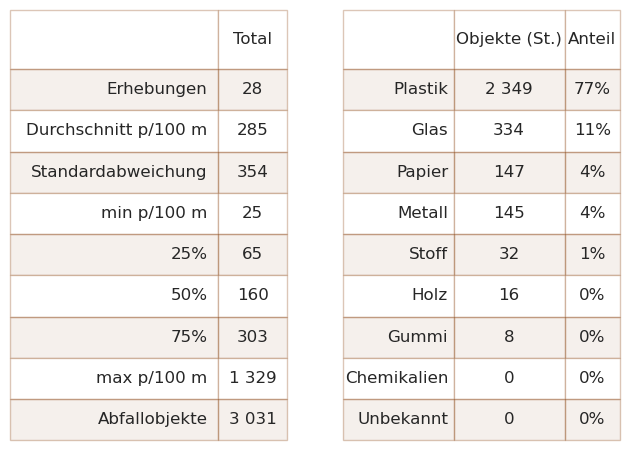 Total
Erhebungen 28
Durchschnitt p/100 m 285
Standardabweichung 354
min p/100 m 25
25% 65
50% 160
75% 303
max p/100 m 1 329
Abfallobjekte 3 031
Objekte (St.) Anteil
Plastik 2 349 77%
Glas 334 11%
Papier 147 4%
Metall 145 4%
Stoff 32 1%
Holz 16 0%
Gummi 8 0%
Chemikalien 0 0%
Unbekannt 0 0%